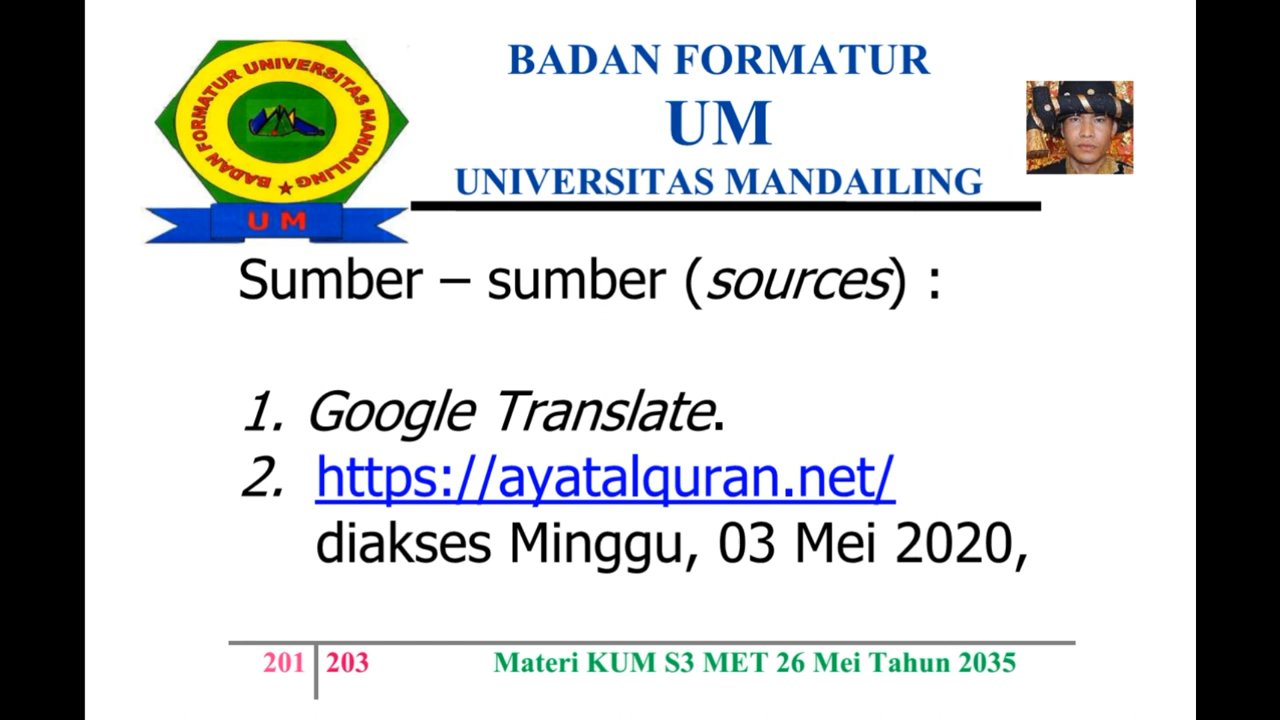 BADAN FORMATUR UNIVERSITAS MANDAILING
UM
BADAN FORMATUR
UM
UNIVERSITAS MANDAILING
Sumber – sumber (sources) :
1. Google Translate.
2. https://ayatalquran.net/
diakses Minggu, 03 Mei 2020,
201 203 Materi KUM S3 MET 26 Mei Tahun 2035